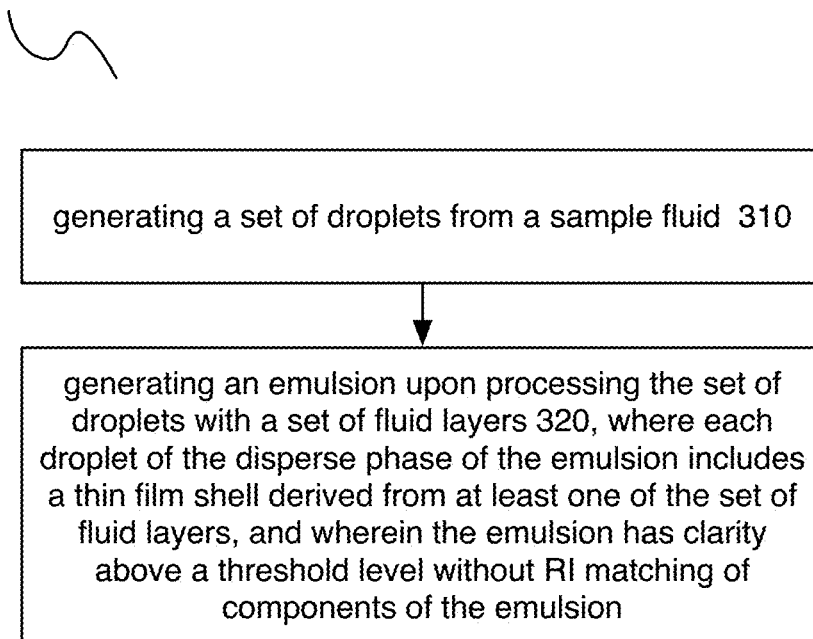 generating a set of droplets from a sample fluid 310
generating an emulsion upon processing the set of
droplets with a set of fluid layers 320, where each
droplet of the disperse phase of the emulsion includes
a thin film shell derived from at least one of the set of
fluid layers, and wherein the emulsion has clarity
above a threshold level without RI matching of
components of the emulsion